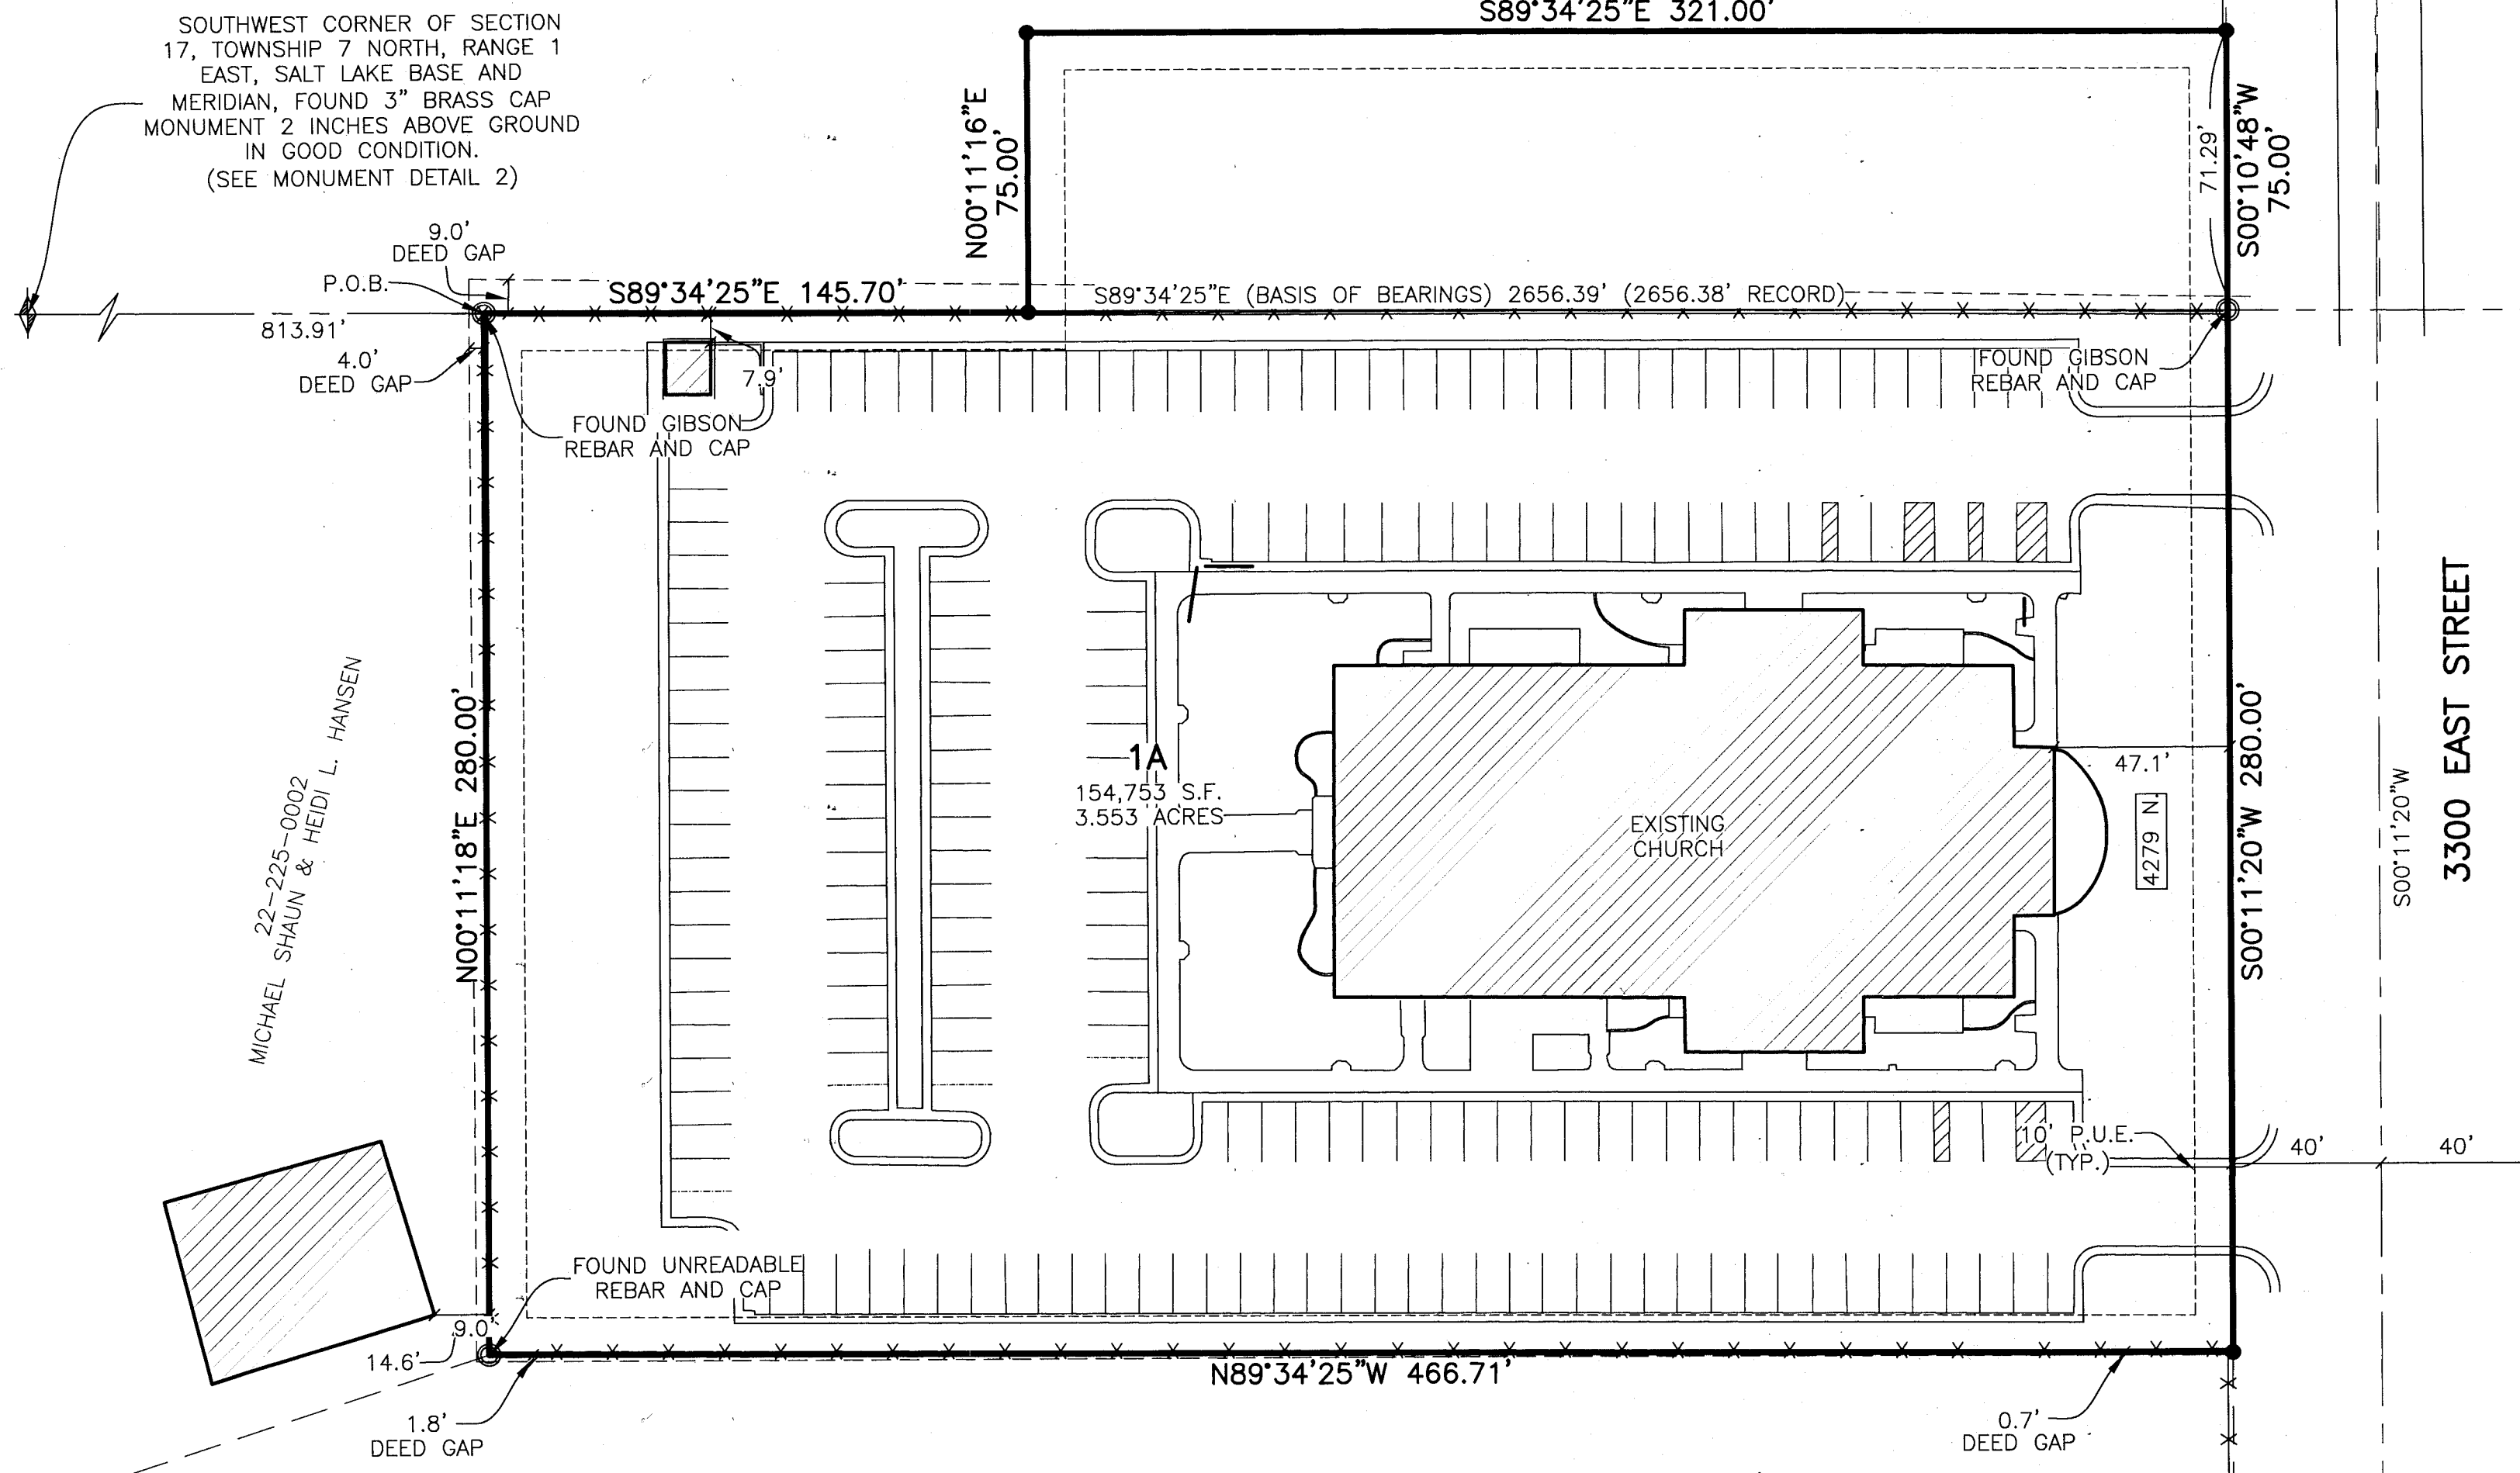 S89°34'25"E 321.00'
SOUTHWEST CORNER OF SECTION
17, TOWNSHIP 7 NORTH, RANGE 1
EAST, SALT LAKE BASE AND
MERIDIAN, FOUND 3" BRASS CAP
MONUMENT 2 INCHES ABOVE GROUND
IN GOOD CONDITION.
(SEE MONUMENT DETAIL 2)
N00°11'16"E
75.00'
71.29'
S00°10'48"W
75.00'
9.0'
DEED GAP
P.O.B.
S89°34'25"E 145.70'
S89°34'25"E (BASIS OF BEARINGS) 2656.39' (2656.38' RECORD)
813.91'
4.0'
DEED GAP
7.9'
FOUND GIBSON
REBAR AND CAP
FOUND GIBSON
REBAR AND CAP
22-225-0002
MICHAEL SHAUN & HEIDI L. HANSEN
N00°11'18"E 280.00'
1A
154,753 S.F.
3.553 ACRES
EXISTING
CHURCH
47.1'
4279 N.
S00°11'20"W 280.00'
S00°11'20"W
3300 EAST STREET
10' P.U.E.
(TYP.)
40'
40'
FOUND UNREADABLE
REBAR AND CAP
9.0'
14.6'
N89°34'25"W 466.71'
1.8'
DEED GAP
0.7'
DEED GAP